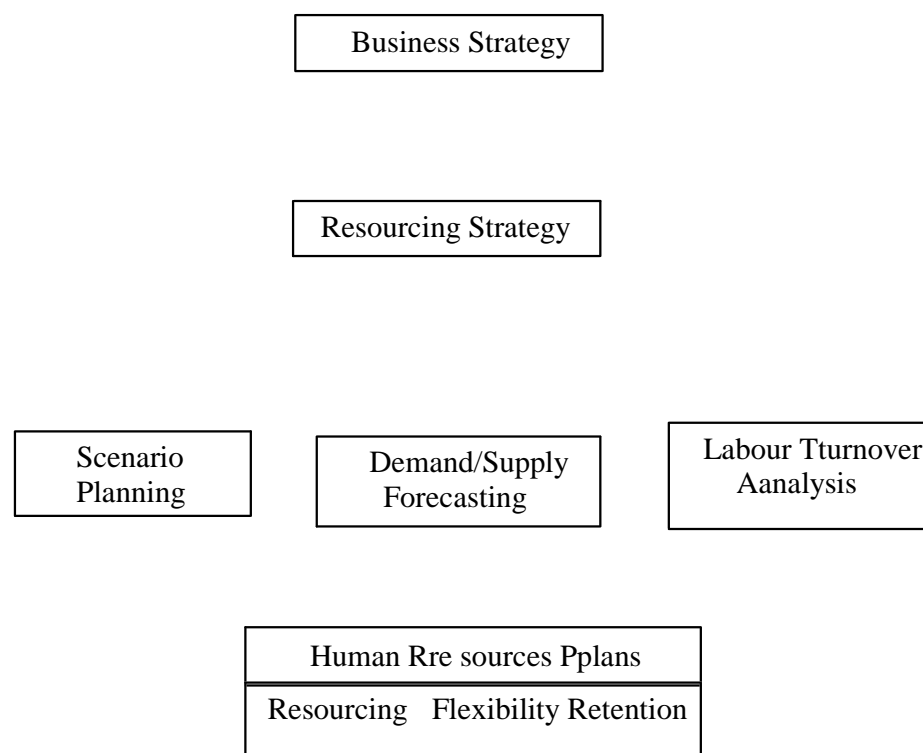 Business Strategy
Resourcing Strategy
Scenario
Planning
Demand/Supply
Forecasting
Labour Tturnover
Aanalysis
Human Rre sources Pplans
Resourcing Flexibility Retention